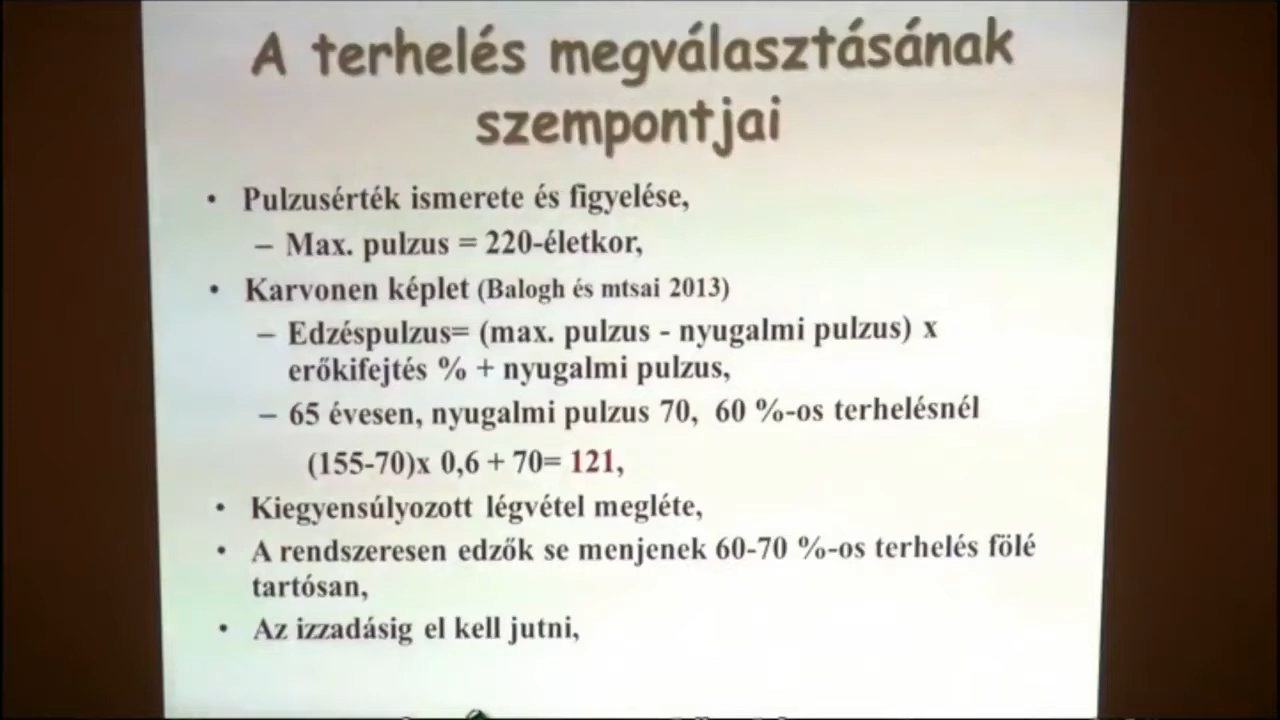 A terhelés megválasztásának
szempontjai
• Pulzusérték ismerete és figyelése,
– Max. pulzus = 220-életkor,
• Karvonen képlet (Balogh és mtsai 2013)
– Edzéspulzus= (max. pulzus - nyugalmi pulzus) x
erőkifejtés % + nyugalmi pulzus,
– 65 évesen, nyugalmi pulzus 70, 60 %-os terhelésnél
(155-70)x 0,6 + 70= 121,
• Kiegyensúlyozott légvétel megléte,
• A rendszeresen edzők se menjenek 60-70 %-os terhelés fölé
tartósan,
• Az izzadásig el kell jutni,